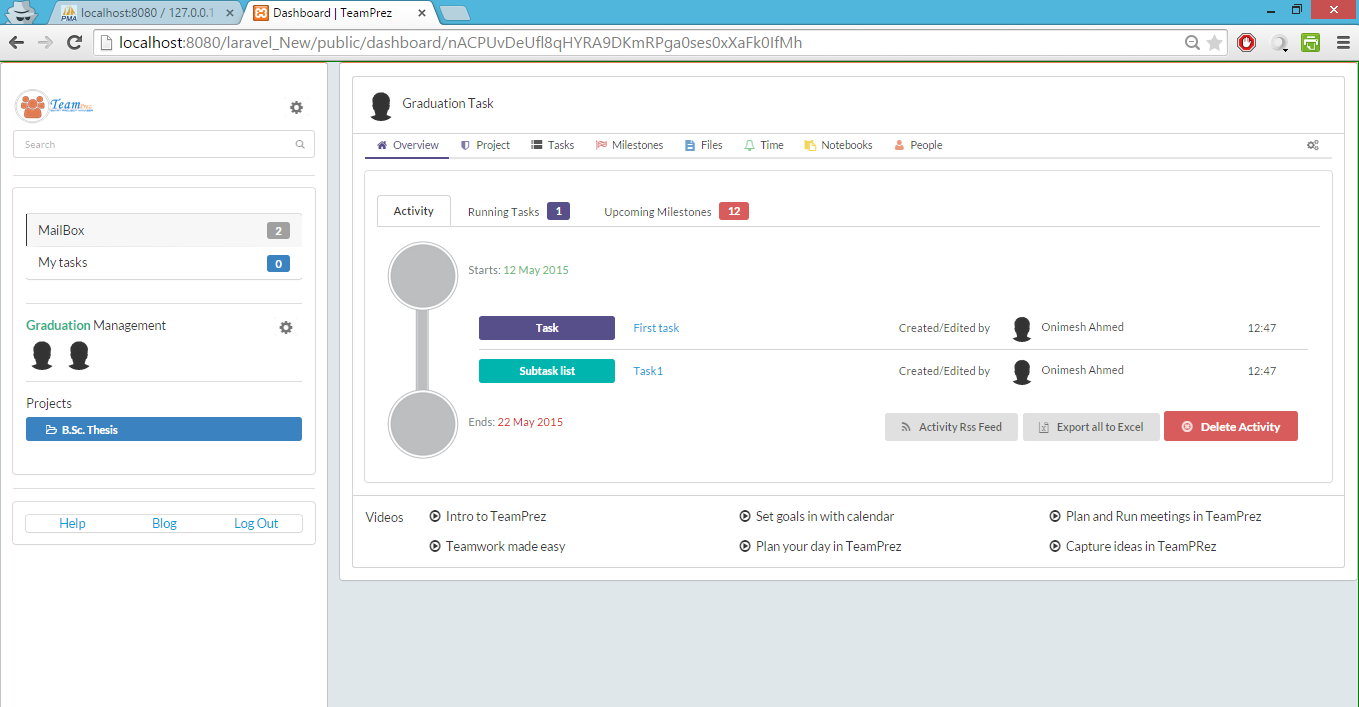 PMA localhost:8080 / 127.0.0.1
Dashboard | TeamPrez
localhost:8080/laravel_New/public/dashboard/nACPUvDeUfl8qHYRA9DKmRPga0ses0xXaFk0IfMh
TeamPrez
Search
MailBox 2
My tasks 0
Graduation Management
Projects
B.Sc. Thesis
Help Blog Log Out
Graduation Task
Overview Project Tasks Milestones Files Time Notebooks People
Activity Running Tasks 1 Upcoming Milestones 12
Starts: 12 May 2015
Task First task Created/Edited by Onimesh Ahmed 12:47
Subtask list Task1 Created/Edited by Onimesh Ahmed 12:47
Ends: 22 May 2015
Activity Rss Feed Export all to Excel Delete Activity
Videos Intro to TeamPrez Set goals in with calendar Plan and Run meetings in TeamPrez
Teamwork made easy Plan your day in TeamPrez Capture ideas in TeamPRez